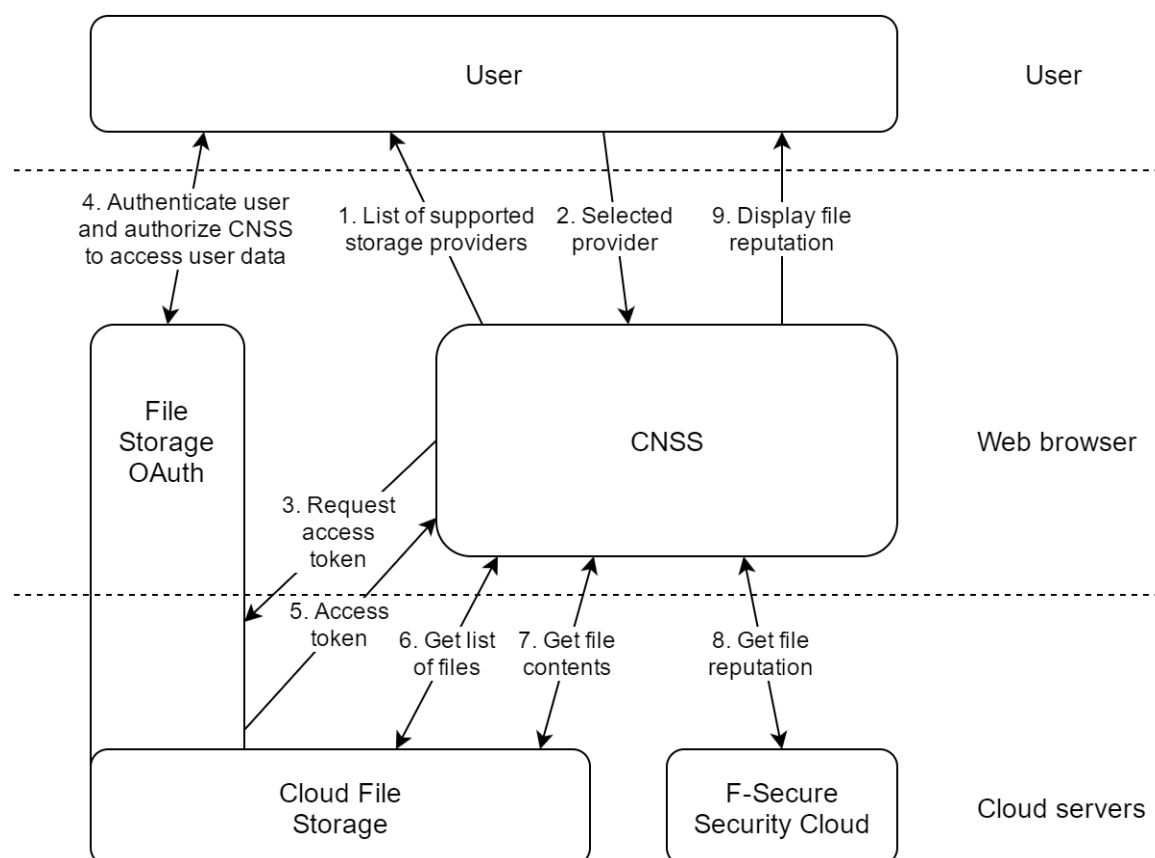 User
User
4. Authenticate user
and authorize CNSS
to access user data
1. List of supported
storage providers
2. Selected
provider
9. Display file
reputation
File
Storage
OAuth
CNSS
Web browser
3. Request
access
token
5. Access
token
6. Get list
of files
7. Get file
contents
8. Get file
reputation
Cloud File
Storage
F-Secure
Security Cloud
Cloud servers